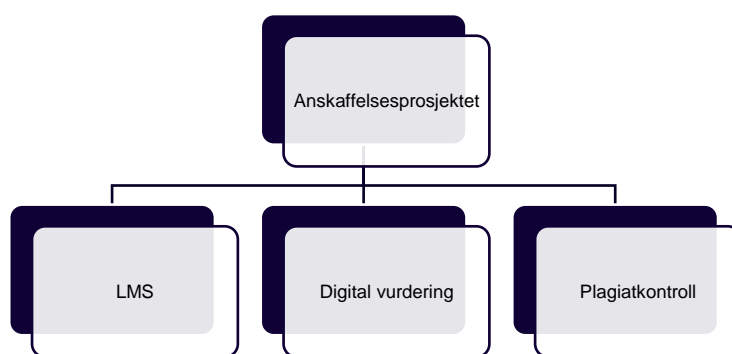 Anskaffelsesprosjektet
LMS
Digital vurdering
Plagiatkontroll